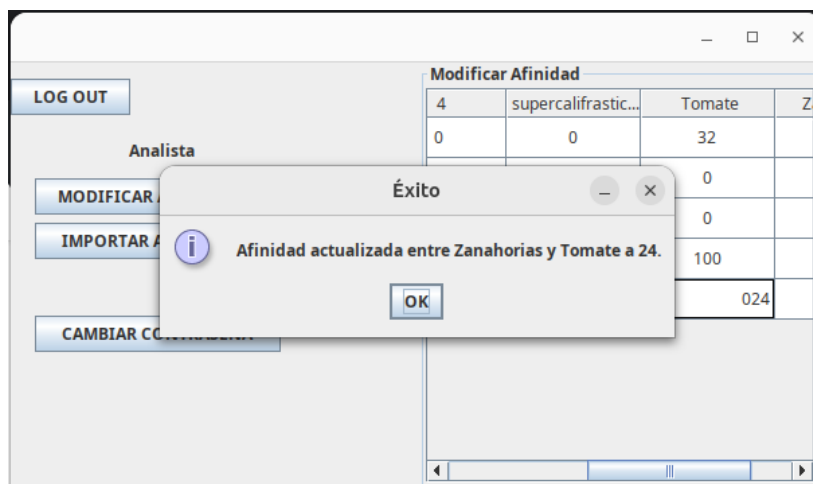 Modificar Afinidad
LOG OUT
4 supercalifrastic... Tomate
0 0 32
Analista
Éxito
MODIFICAR
0
IMPORTAR
Afinidad actualizada entre Zanahorias y Tomate a 24.
0
100
OK
024
CAMBIAR